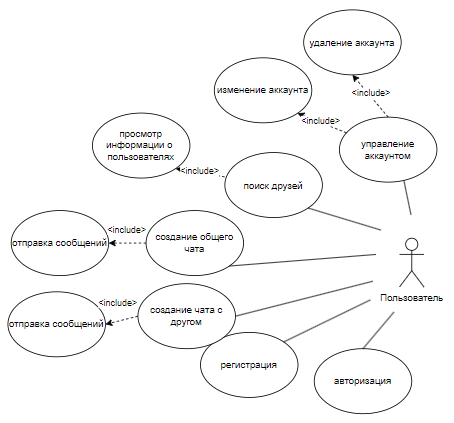 удаление аккаунта
<include>
изменение аккаунта
<include>
управление
аккаунтом
просмотр
информации о
пользователях
<include>
поиск друзей
<include>
создание общего
чата
отправка сообщений
Пользователь
<include>
создание чата с
другом
отправка сообщений
регистрация
авторизация